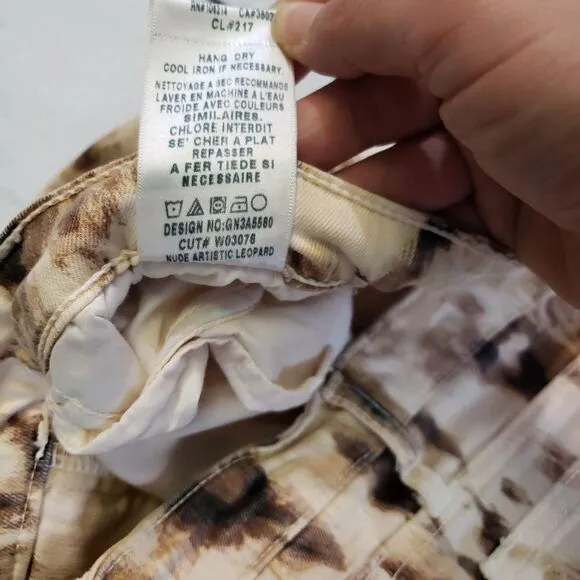 CL#217
HANG DRY
COOL IRON IF NECESSARY.
NETTOYAGE A SEC RECOMMANDE
LAVER EN MACHINE A L'EAU
FROIDE AVEC COULEURS
SIMILAIRES.
CHLORE INTERDIT
SE' CHER A PLAT
REPASSER
A FER TIEDE SI
NECESSAIRE
DESIGN NO:GN3A5560
CUT# W03076
NUDE ARTISTIC LEOPARD